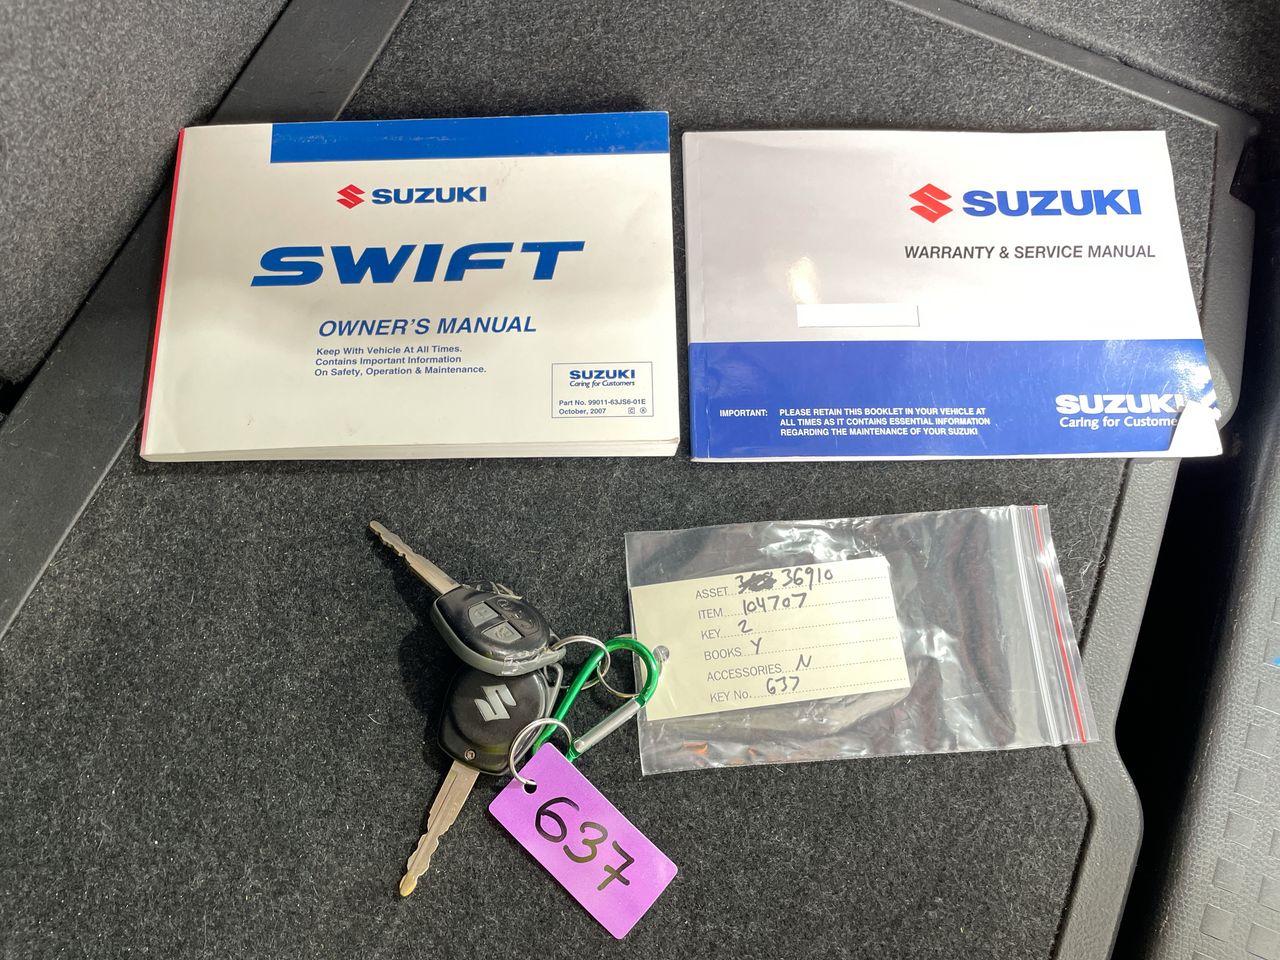 SUZUKI
SWIFT
OWNER'S MANUAL
Keep With Vehicle At All Times.
Contains Important Information
On Safety, Operation & Maintenance.
SUZUKI
Caring for Customers
Part No. 99011-63JS6-01E
October, 2007 C A
SUZUKI
WARRANTY & SERVICE MANUAL
IMPORTANT: PLEASE RETAIN THIS BOOKLET IN YOUR VEHICLE AT
ALL TIMES AS IT CONTAINS ESSENTIAL INFORMATION
REGARDING THE MAINTENANCE OF YOUR SUZUKI
SUZUKI
Caring for Custome
ASSET 36910
ITEM 104707
KEY 2
BOOKS Y
ACCESSORIES N
KEY No. 637
637